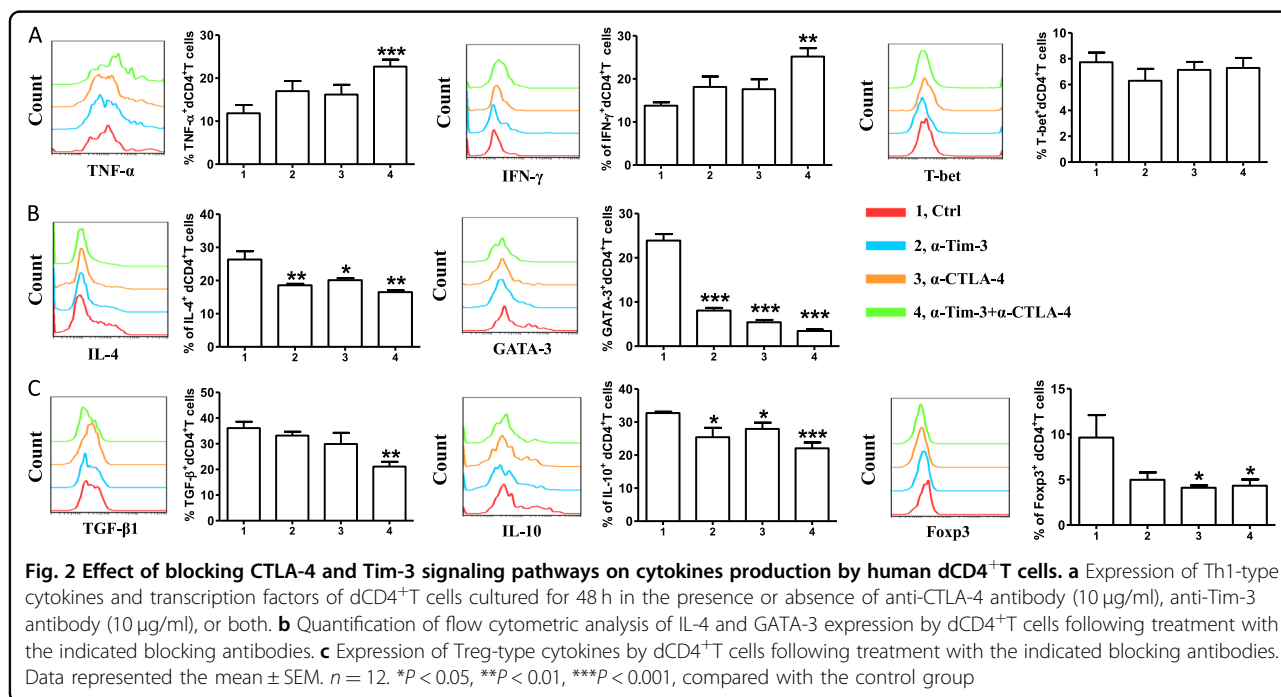 A
Count
TNF-α
% TNF-α⁺dCD4⁺T cells
30
20
10
0
***
1 2 3 4
Count
IFN-γ
% of IFN-γ⁺dCD4⁺T cells
30
20
10
0
**
1 2 3 4
Count
T-bet
% T-bet⁺dCD4⁺T cells
10
8
6
4
2
0
1 2 3 4
B
Count
IL-4
% of IL-4⁺ dCD4⁺T cells
40
30
20
10
0
** * **
1 2 3 4
Count
GATA-3
% GATA-3⁺dCD4⁺T cells
30
20
10
0
*** *** ***
1 2 3 4
1, Ctrl
2, α-Tim-3
3, α-CTLA-4
4, α-Tim-3+α-CTLA-4
C
Count
TGF-β1
% TGF-β⁺dCD4⁺T cells
50
40
30
20
10
0
**
1 2 3 4
Count
IL-10
% of IL-10⁺ dCD4⁺T cells
40
30
20
10
0
* * ***
1 2 3 4
Count
Foxp3
% of Foxp3⁺ dCD4⁺T cells
15
10
5
0
* *
1 2 3 4
Fig. 2 Effect of blocking CTLA-4 and Tim-3 signaling pathways on cytokines production by human dCD4⁺T cells. a Expression of Th1-type
cytokines and transcription factors of dCD4⁺T cells cultured for 48 h in the presence or absence of anti-CTLA-4 antibody (10 μg/ml), anti-Tim-3
antibody (10 μg/ml), or both. b Quantification of flow cytometric analysis of IL-4 and GATA-3 expression by dCD4⁺T cells following treatment with
the indicated blocking antibodies. c Expression of Treg-type cytokines by dCD4⁺T cells following treatment with the indicated blocking antibodies.
Data represented the mean ± SEM. n = 12. *P < 0.05, **P < 0.01, ***P < 0.001, compared with the control group